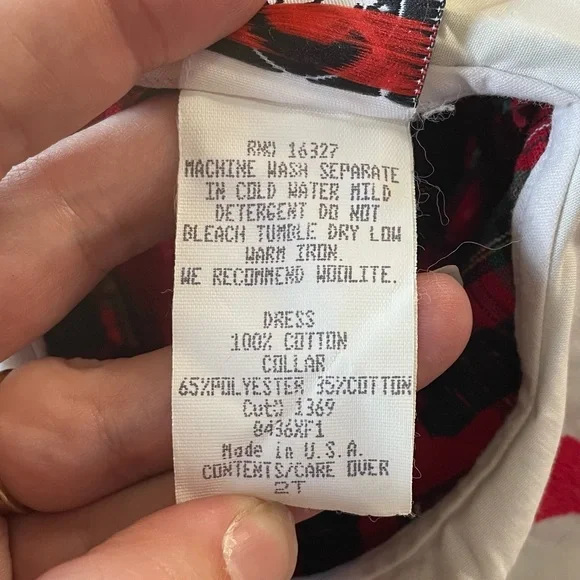 RN# 16327
MACHINE WASH SEPARATE
IN COLD WATER MILD
DETERGENT DO NOT
BLEACH TUMBLE DRY LOW
WARM IRON.
WE RECOMMEND WOOLITE.
DRESS
100% COTTON
COLLAR
65%POLYESTER 35%COTTON
Cut# 1369
8436XF1
Made in U.S.A.
CONTENTS/CARE OVER
2T